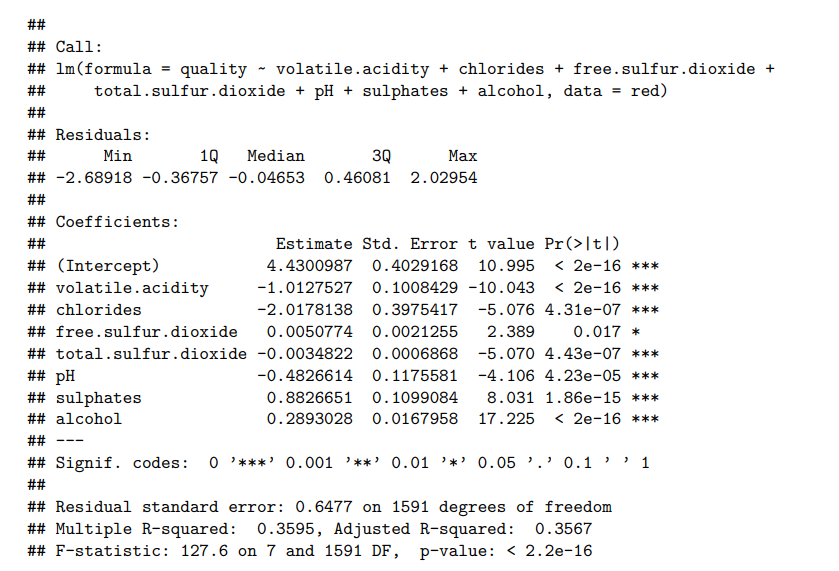 ##
## Call:
## lm(formula = quality ~ volatile.acidity + chlorides + free.sulfur.dioxide +
##     total.sulfur.dioxide + pH + sulphates + alcohol, data = red)
##
## Residuals:
##      Min       1Q   Median       3Q      Max
## -2.68918 -0.36757 -0.04653  0.46081  2.02954
##
## Coefficients:
##                        Estimate Std. Error t value Pr(>|t|)
## (Intercept)           4.4300987  0.4029168  10.995  < 2e-16 ***
## volatile.acidity     -1.0127527  0.1008429 -10.043  < 2e-16 ***
## chlorides            -2.0178138  0.3975417  -5.076 4.31e-07 ***
## free.sulfur.dioxide   0.0050774  0.0021255   2.389    0.017 *
## total.sulfur.dioxide -0.0034822  0.0006868  -5.070 4.43e-07 ***
## pH                   -0.4826614  0.1175581  -4.106 4.23e-05 ***
## sulphates             0.8826651  0.1099084   8.031 1.86e-15 ***
## alcohol               0.2893028  0.0167958  17.225  < 2e-16 ***
## ---
## Signif. codes:  0 '***' 0.001 '**' 0.01 '*' 0.05 '.' 0.1 ' ' 1
##
## Residual standard error: 0.6477 on 1591 degrees of freedom
## Multiple R-squared:  0.3595, Adjusted R-squared:  0.3567
## F-statistic: 127.6 on 7 and 1591 DF,  p-value: < 2.2e-16